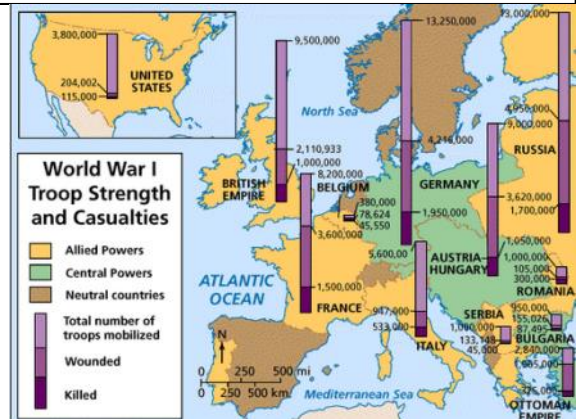 3,800,000
204,002
115,000
UNITED
STATES
World War I
Troop Strength
and Casualties
Allied Powers
Central Powers
Neutral countries
Total number of
troops mobilized
Wounded
Killed
North Sea
ATLANTIC
OCEAN
Mediterranean Sea
N
0 250 500 mi
0 250 500 km
9,500,000
2,110,933
1,000,000
BRITISH
EMPIRE
8,200,000
3,600,000
1,500,000
FRANCE
BELGIUM
380,000
78,624
45,550
13,250,000
4,216,000
1,950,000
GERMANY
5,600,00
947,000
533,000
ITALY
9,000,000
3,620,000
1,050,000
AUSTRIA
HUNGARY
13,000,000
4,950,000
1,700,000
RUSSIA
1,000,000
105,000
300,000
ROMANIA
SERBIA
1,000,000
133,148
45,000
950,000
155,026
87,495
BULGARIA
2,840,000
OTTOMAN
EMPIRE